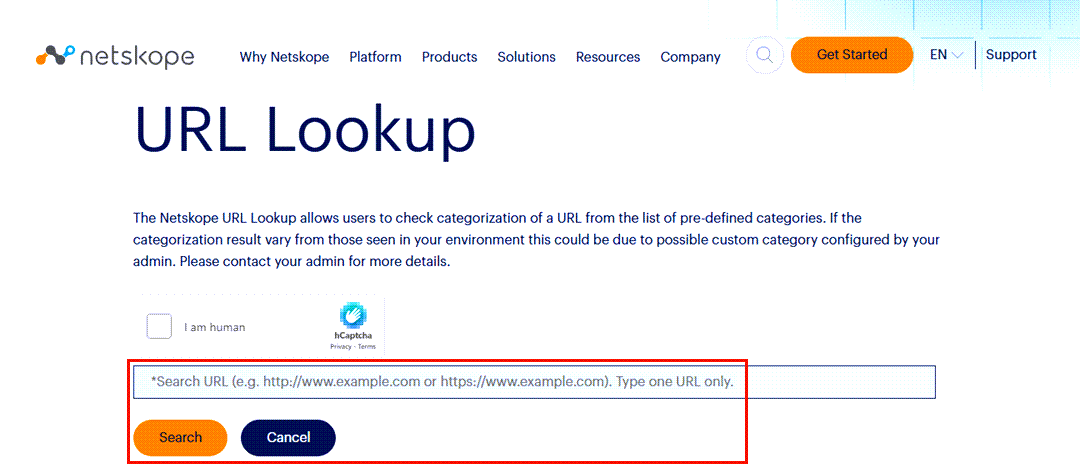 netskope Why Netskope Platform Products Solutions Resources Company Get Started EN Support
URL Lookup
The Netskope URL Lookup allows users to check categorization of a URL from the list of pre-defined categories. If the
categorization result vary from those seen in your environment this could be due to possible custom category configured by your
admin. Please contact your admin for more details.
I am human
hCaptcha
Privacy - Terms
*Search URL (e.g. http://www.example.com or https://www.example.com). Type one URL only.
Search Cancel